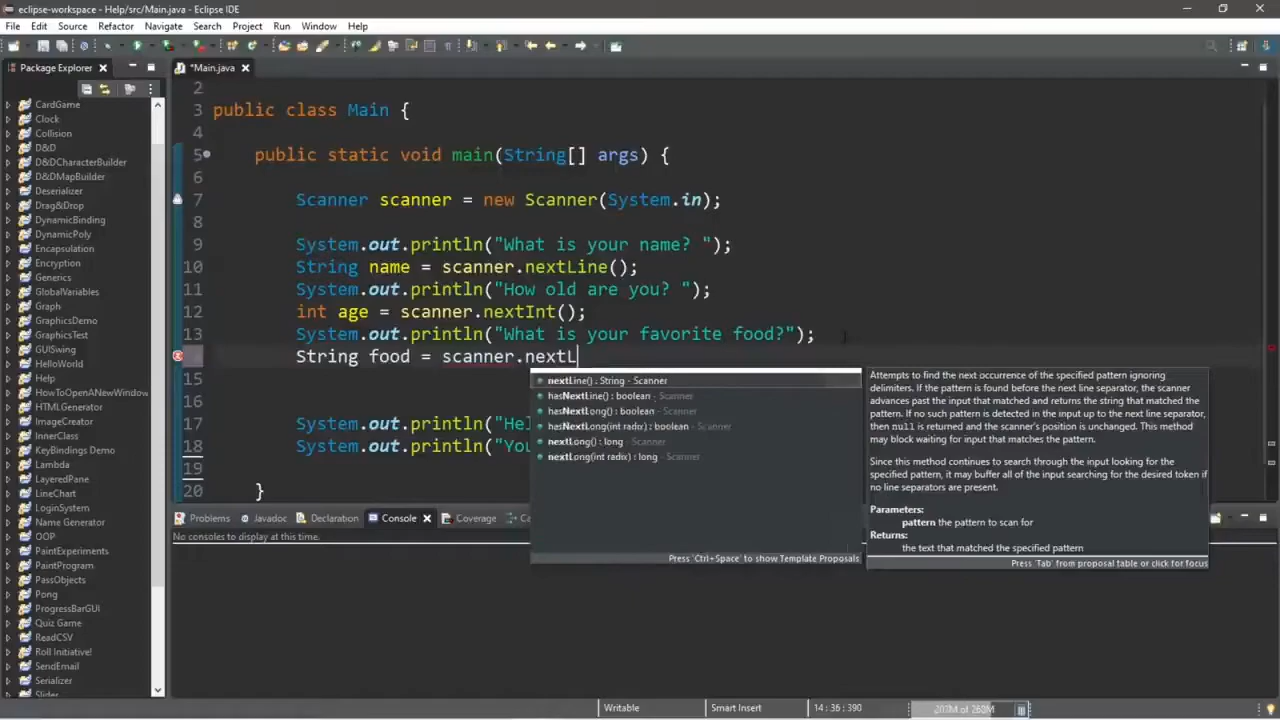 eclipse-workspace - Help/src/Main.java - Eclipse IDE
File Edit Source Refactor Navigate Search Project Run Window Help
Package Explorer
*Main.java
CardGame
Clock
Collision
D&D
D&DCharacterBuilder
D&DMapBuilder
Deserializer
Drag&Drop
DynamicBinding
DynamicPoly
Encapsulation
Encryption
Generics
GlobalVariables
Graph
GraphicsDemo
GraphicsTest
GUISwing
HelloWorld
Help
HowToOpenANewWindow
HTMLGenerator
ImageCreator
InnerClass
KeyBindings Demo
Lambda
LayeredPane
LineChart
LoginSystem
Name Generator
OOP
PaintExperiments
PaintProgram
PassObjects
Pong
ProgressBarGUI
Quiz Game
ReadCSV
Roll Initiative!
SendEmail
Serializer
Slider
2
3 public class Main {
4
5 public static void main(String[] args) {
6
7 Scanner scanner = new Scanner(System.in);
8
9 System.out.println("What is your name? ");
10 String name = scanner.nextLine();
11 System.out.println("How old are you? ");
12 int age = scanner.nextInt();
13 System.out.println("What is your favorite food?");
String food = scanner.nextL
15
17 System.out.println("Hel
18 System.out.println("You
19
20 }
nextLine() : String - Scanner
hasNextLine() : boolean - Scanner
hasNextLong() : boolean - Scanner
hasNextLong(int radix) : boolean - Scanner
nextLong() : long - Scanner
nextLong(int radix) : long - Scanner
Press 'Ctrl+Space' to show Template Proposals
Attempts to find the next occurrence of the specified pattern ignoring
delimiters. If the pattern is found before the next line separator, the scanner
advances past the input that matched and returns the string that matched the
pattern. If no such pattern is detected in the input up to the next line separator,
then null is returned and the scanner's position is unchanged. This method
may block waiting for input that matches the pattern.
Since this method continues to search through the input looking for the
specified pattern, it may buffer all of the input searching for the desired token if
no line separators are present.
Parameters:
pattern the pattern to scan for
Returns:
the text that matched the specified pattern
Press 'Tab' from proposal table or click for focus
Problems Javadoc Declaration Console Coverage Ca
No consoles to display at this time.
Writable Smart Insert 14 : 36 : 390 207M of 260M